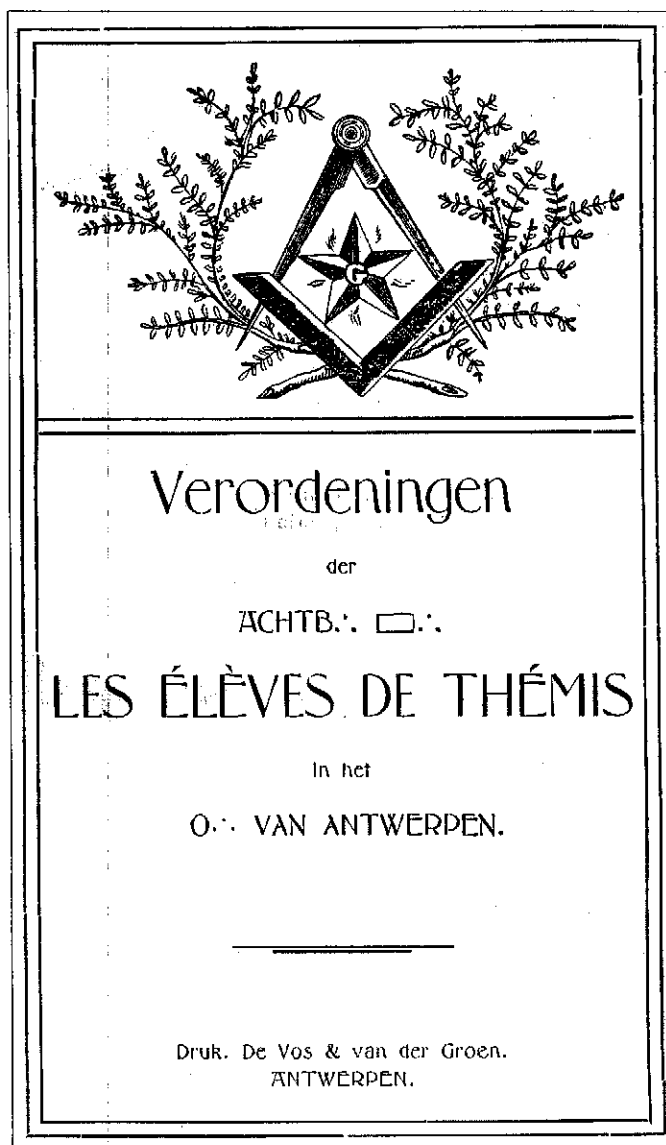 G
Verordeningen
der
ACHTB∴ ▭∴
LES ÉLÈVES DE THÉMIS
in het
O∴ VAN ANTWERPEN.
Druk. De Vos & van der Groen.
ANTWERPEN.